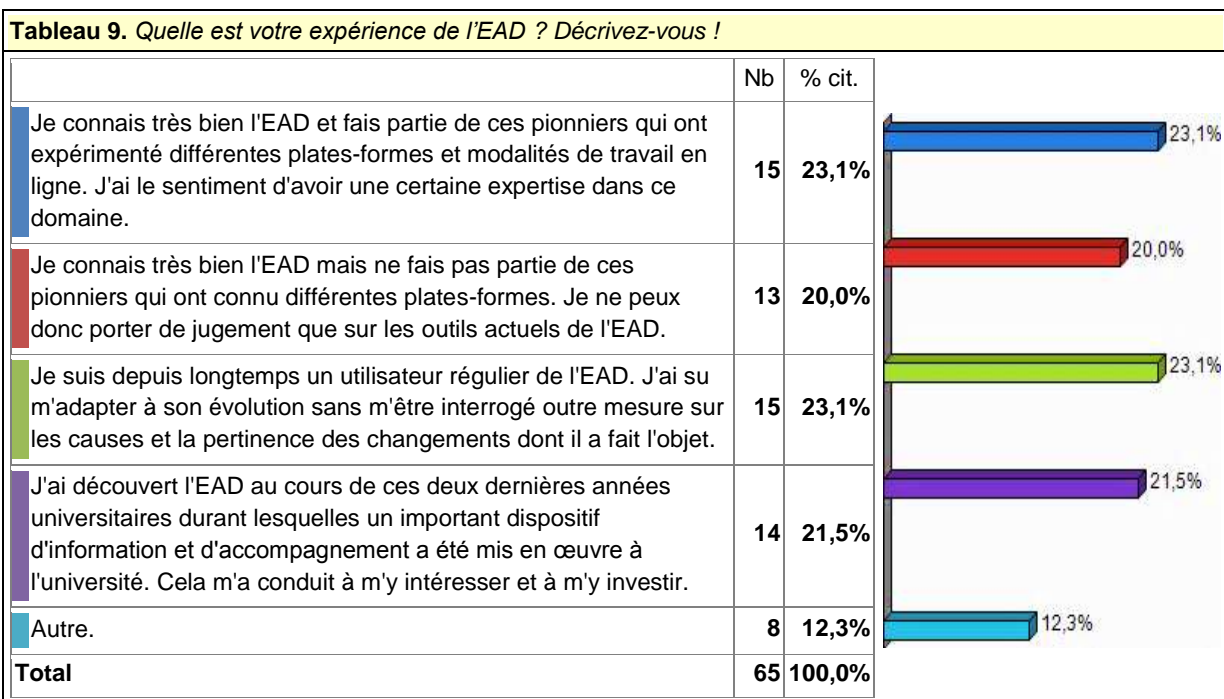 Tableau 9. Quelle est votre expérience de l’EAD ? Décrivez-vous !
Nb % cit.
Je connais très bien l'EAD et fais partie de ces pionniers qui ont
expérimenté différentes plates-formes et modalités de travail en
ligne. J'ai le sentiment d'avoir une certaine expertise dans ce
domaine.
15 23,1%
23,1%
Je connais très bien l'EAD mais ne fais pas partie de ces
pionniers qui ont connu différentes plates-formes. Je ne peux
donc porter de jugement que sur les outils actuels de l'EAD.
13 20,0%
20,0%
Je suis depuis longtemps un utilisateur régulier de l'EAD. J'ai su
m'adapter à son évolution sans m'être interrogé outre mesure sur
les causes et la pertinence des changements dont il a fait l'objet.
15 23,1%
23,1%
J'ai découvert l'EAD au cours de ces deux dernières années
universitaires durant lesquelles un important dispositif
d'information et d'accompagnement a été mis en œuvre à
l'université. Cela m'a conduit à m'y intéresser et à m'y investir.
14 21,5%
21,5%
Autre.
8 12,3%
12,3%
Total 65 100,0%